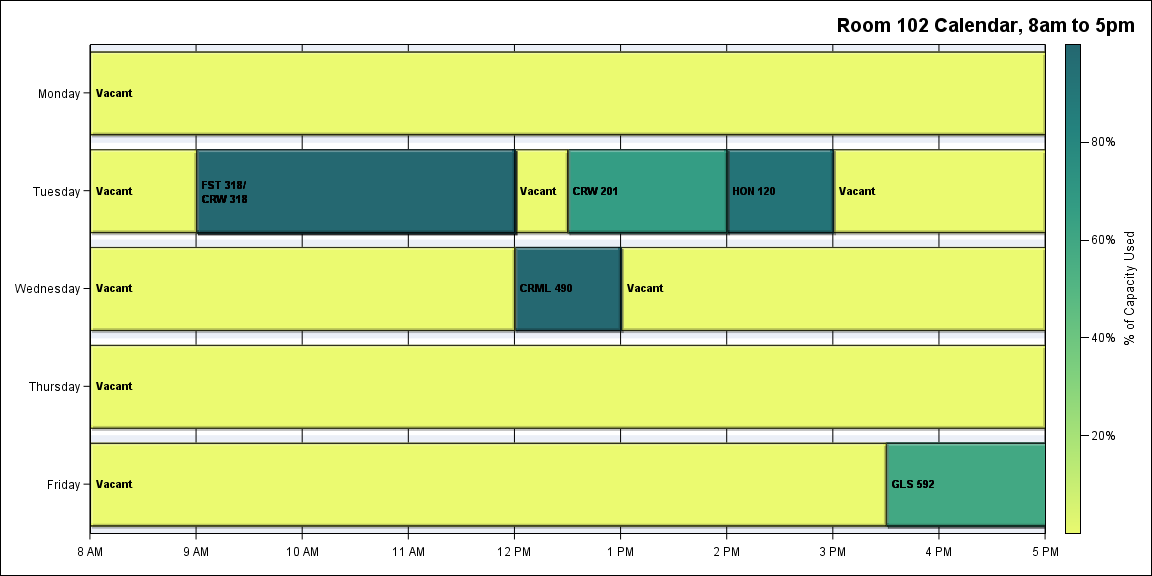 Room 102 Calendar, 8am to 5pm
Monday
Vacant
Tuesday
Vacant
FST 318/
CRW 318
Vacant
CRW 201
HON 120
Vacant
Wednesday
Vacant
CRML 490
Vacant
Thursday
Vacant
Friday
Vacant
GLS 592
8 AM
9 AM
10 AM
11 AM
12 PM
1 PM
2 PM
3 PM
4 PM
5 PM
80%
60%
40%
20%
% of Capacity Used